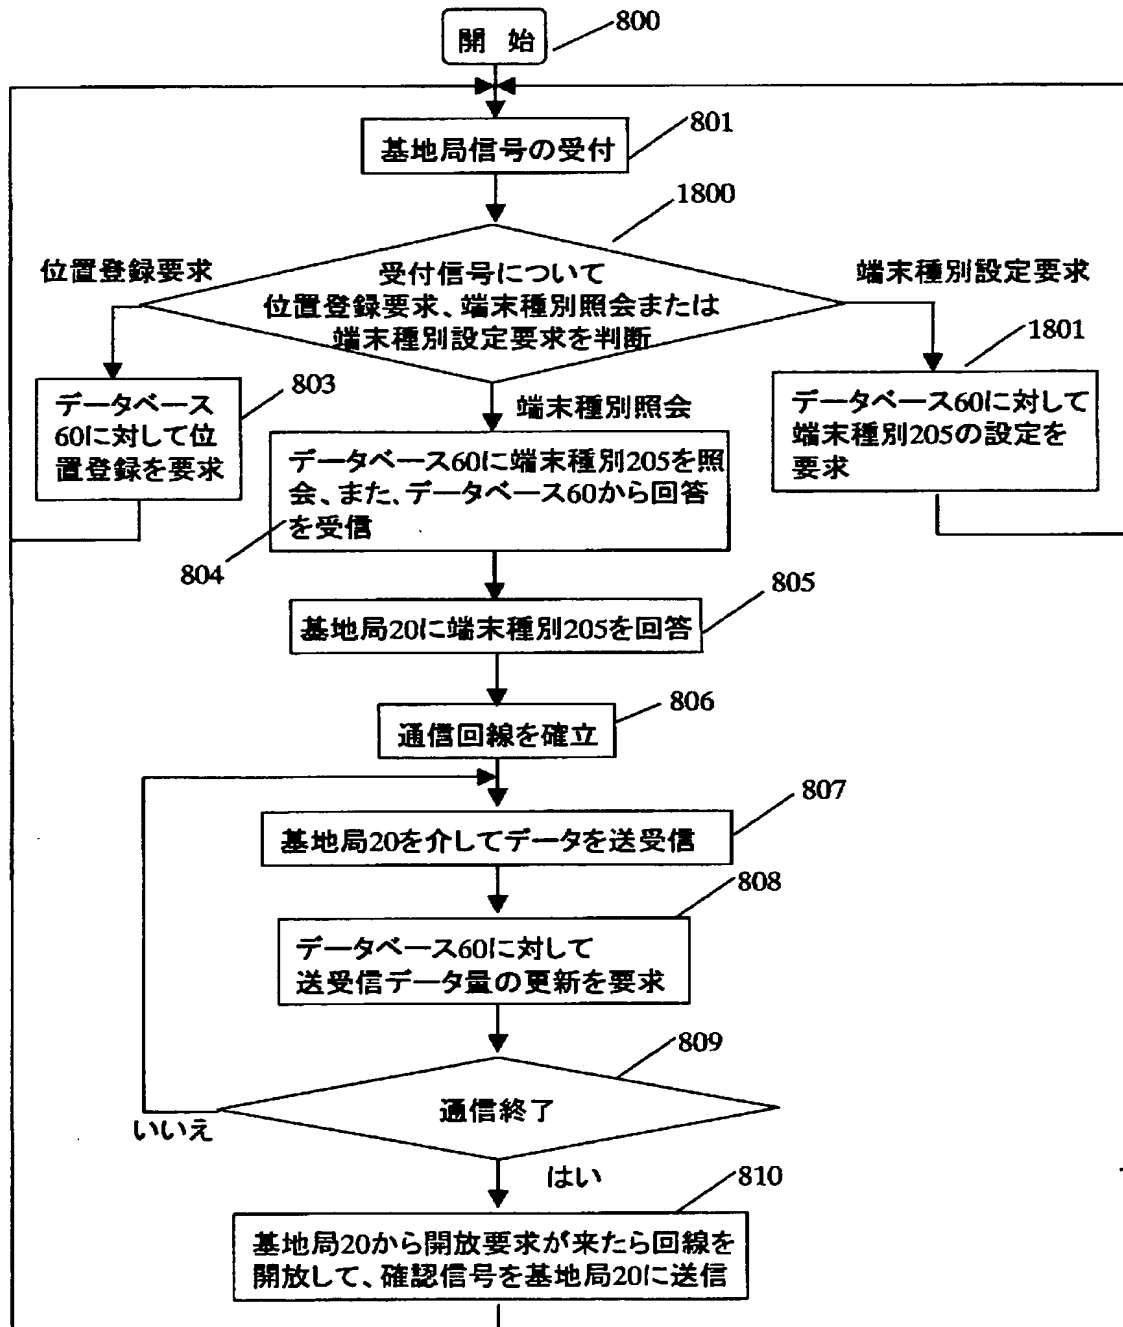 開 始
800
基地局信号の受付
801
1800
位置登録要求
受付信号について
位置登録要求、端末種別照会または
端末種別設定要求を判断
端末種別設定要求
1801
803
データベース
60に対して位
置登録を要求
端末種別照会
データベース60に対して
端末種別205の設定を
要求
データベース60に端末種別205を照
会、また、データベース60から回答
を受信
804
805
基地局20に端末種別205を回答
806
通信回線を確立
807
基地局20を介してデータを送受信
808
データベース60に対して
送受信データ量の更新を要求
809
通信終了
いいえ
はい
810
基地局20から開放要求が来たら回線を
開放して、確認信号を基地局20に送信